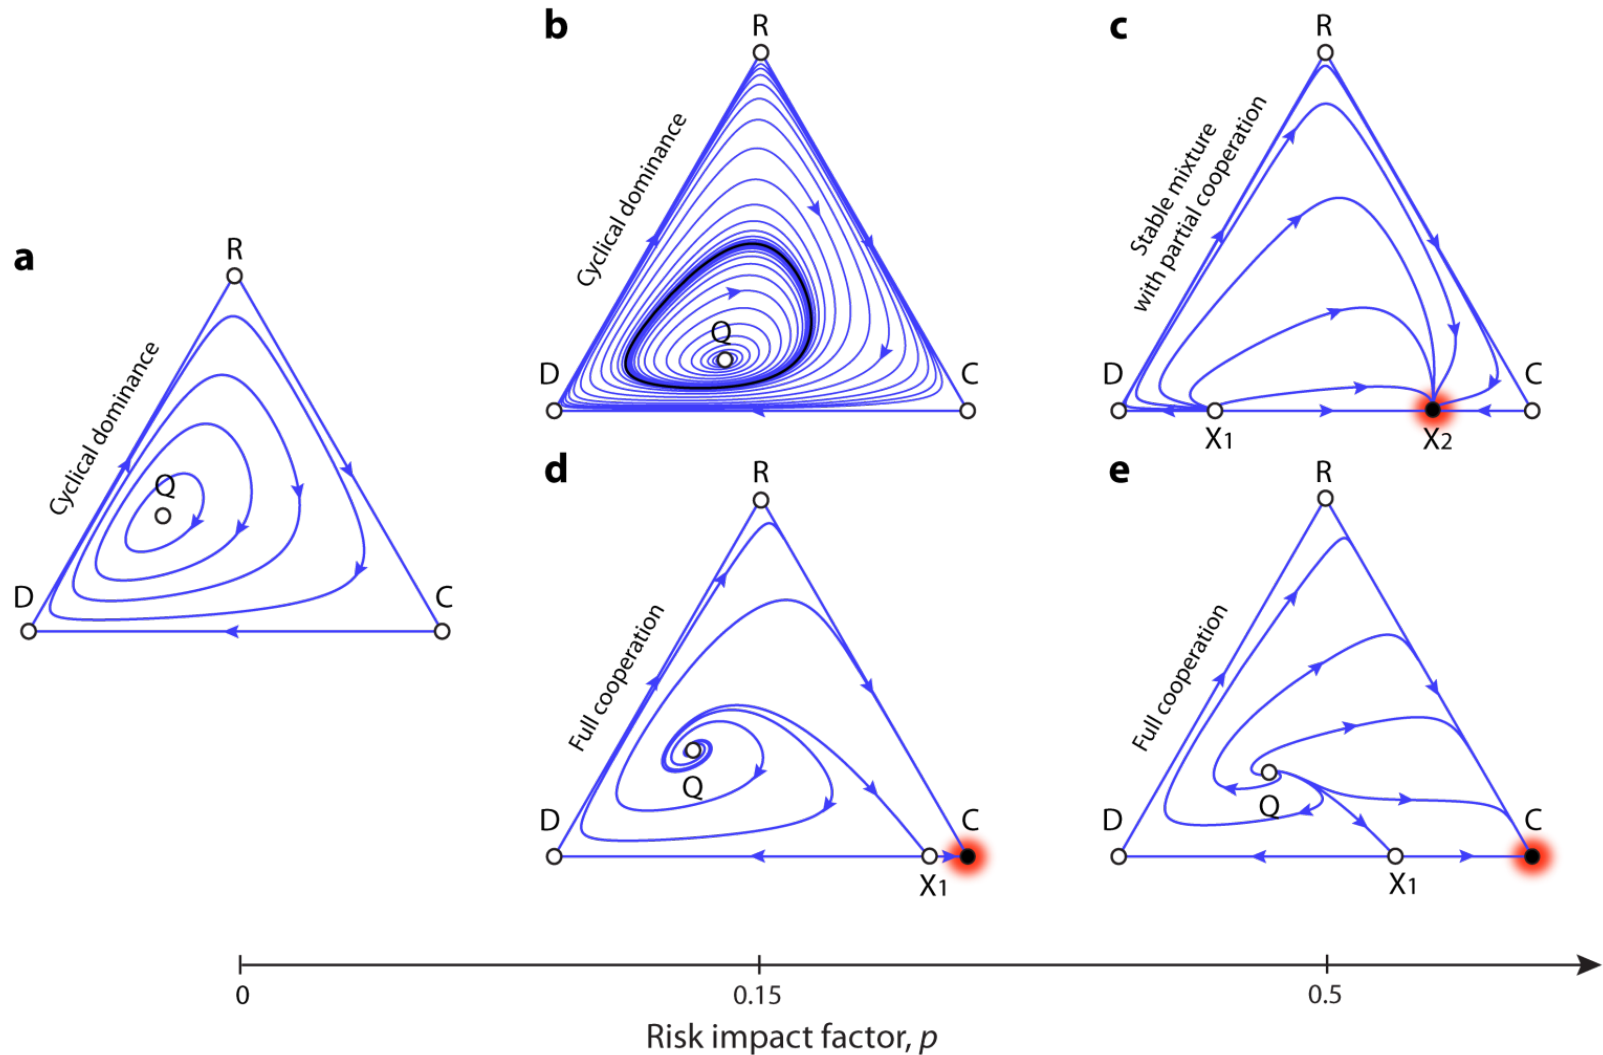 a
R
Cyclical dominance
Q
D
C
b
R
Cyclical dominance
Q
D
C
c
R
Stable mixture
with partial cooperation
D
C
X1
X2
d
R
Full cooperation
Q
D
C
X1
e
R
Full cooperation
Q
D
C
X1
0
0.15
0.5
Risk impact factor, p